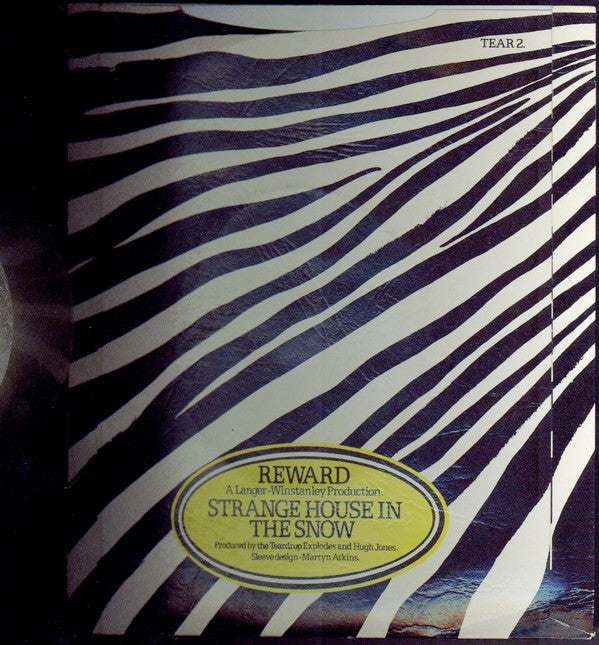 TEAR 2.
REWARD
A Langer-Winstanley Production.
STRANGE HOUSE IN
THE SNOW
Produced by the Teardrop Explodes and Hugh Jones.
Sleeve design-Martyn Atkins.